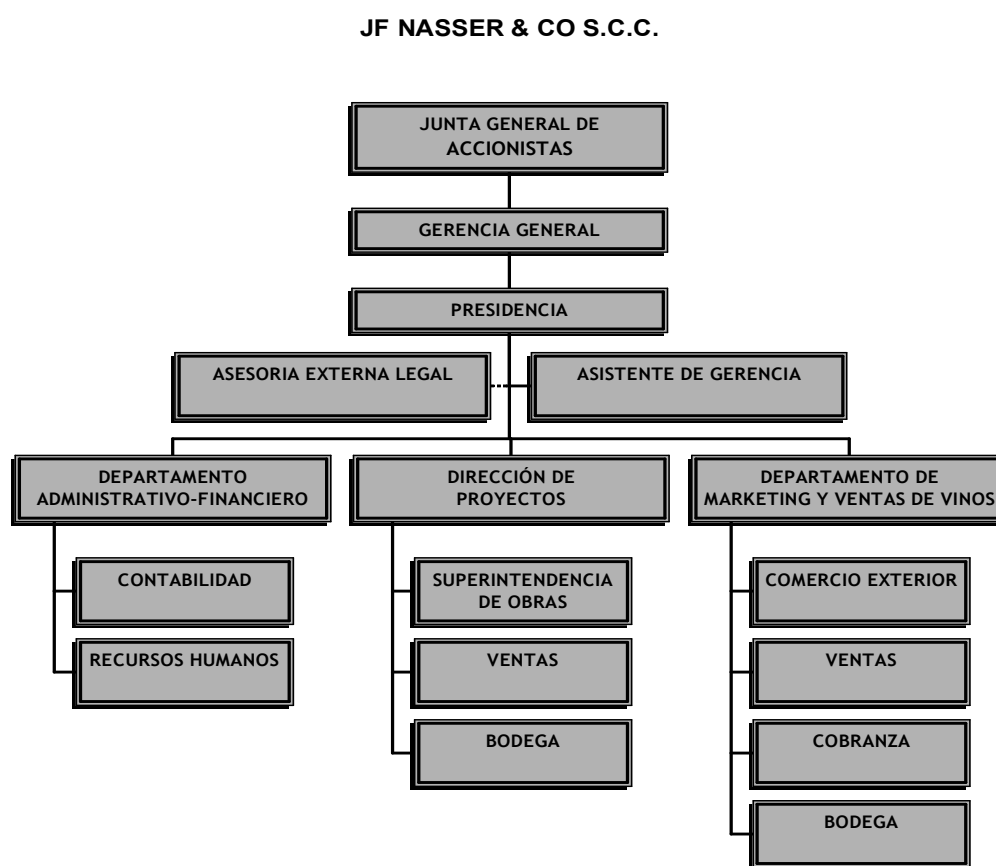 JF NASSER & CO S.C.C.
JUNTA GENERAL DE
ACCIONISTAS
GERENCIA GENERAL
PRESIDENCIA
ASESORIA EXTERNA LEGAL
ASISTENTE DE GERENCIA
DEPARTAMENTO
ADMINISTRATIVO-FINANCIERO
DIRECCIÓN DE
PROYECTOS
DEPARTAMENTO DE
MARKETING Y VENTAS DE VINOS
CONTABILIDAD
RECURSOS HUMANOS
SUPERINTENDENCIA
DE OBRAS
VENTAS
BODEGA
COMERCIO EXTERIOR
VENTAS
COBRANZA
BODEGA